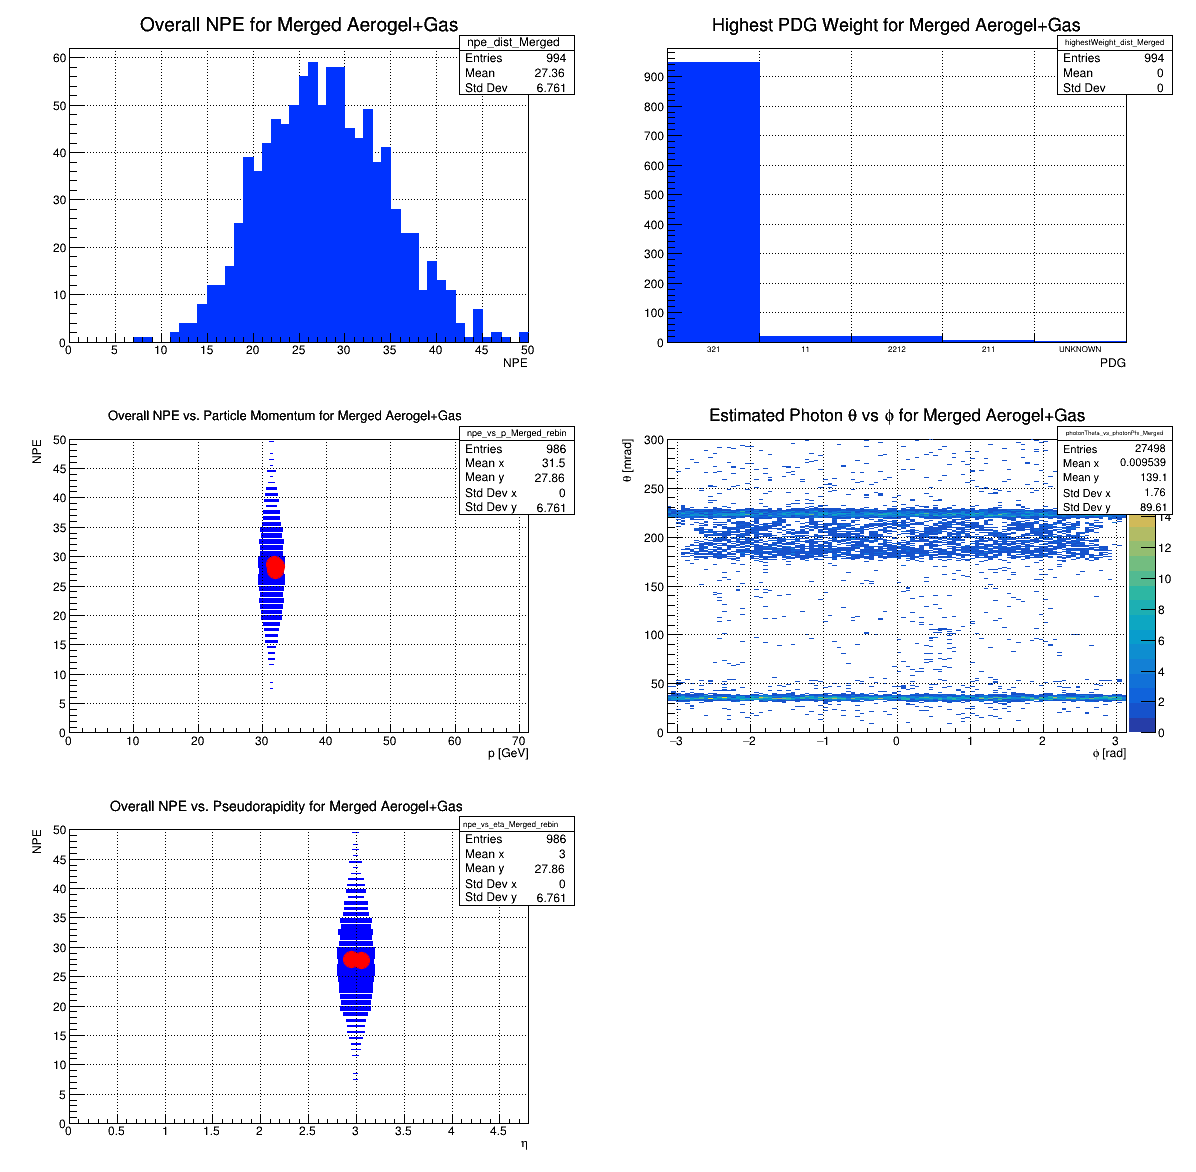 Overall NPE for Merged Aerogel+Gas
npe_dist_Merged
Entries 994
Mean 27.36
Std Dev 6.761
60
50
40
30
20
10
0
0 5 10 15 20 25 30 35 40 45 50
NPE
Highest PDG Weight for Merged Aerogel+Gas
highestWeight_dist_Merged
Entries 994
Mean 0
Std Dev 0
900
800
700
600
500
400
300
200
100
0
321 11 2212 211 UNKNOWN
PDG
Overall NPE vs. Particle Momentum for Merged Aerogel+Gas
npe_vs_p_Merged_rebin
Entries 986
Mean x 31.5
Mean y 27.86
Std Dev x 0
Std Dev y 6.761
NPE
50
45
40
35
30
25
20
15
10
5
0
0 10 20 30 40 50 60 70
p [GeV]
Estimated Photon θ vs ϕ for Merged Aerogel+Gas
photonTheta_vs_photonPhi_Merged
Entries 27498
Mean x 0.009539
Mean y 139.1
Std Dev x 1.76
Std Dev y 89.61
θ [mrad]
300
250
200
150
100
50
0
−3 −2 −1 0 1 2 3
ϕ [rad]
14
12
10
8
6
4
2
0
Overall NPE vs. Pseudorapidity for Merged Aerogel+Gas
npe_vs_eta_Merged_rebin
Entries 986
Mean x 3
Mean y 27.86
Std Dev x 0
Std Dev y 6.761
NPE
50
45
40
35
30
25
20
15
10
5
0
0 0.5 1 1.5 2 2.5 3 3.5 4 4.5
η